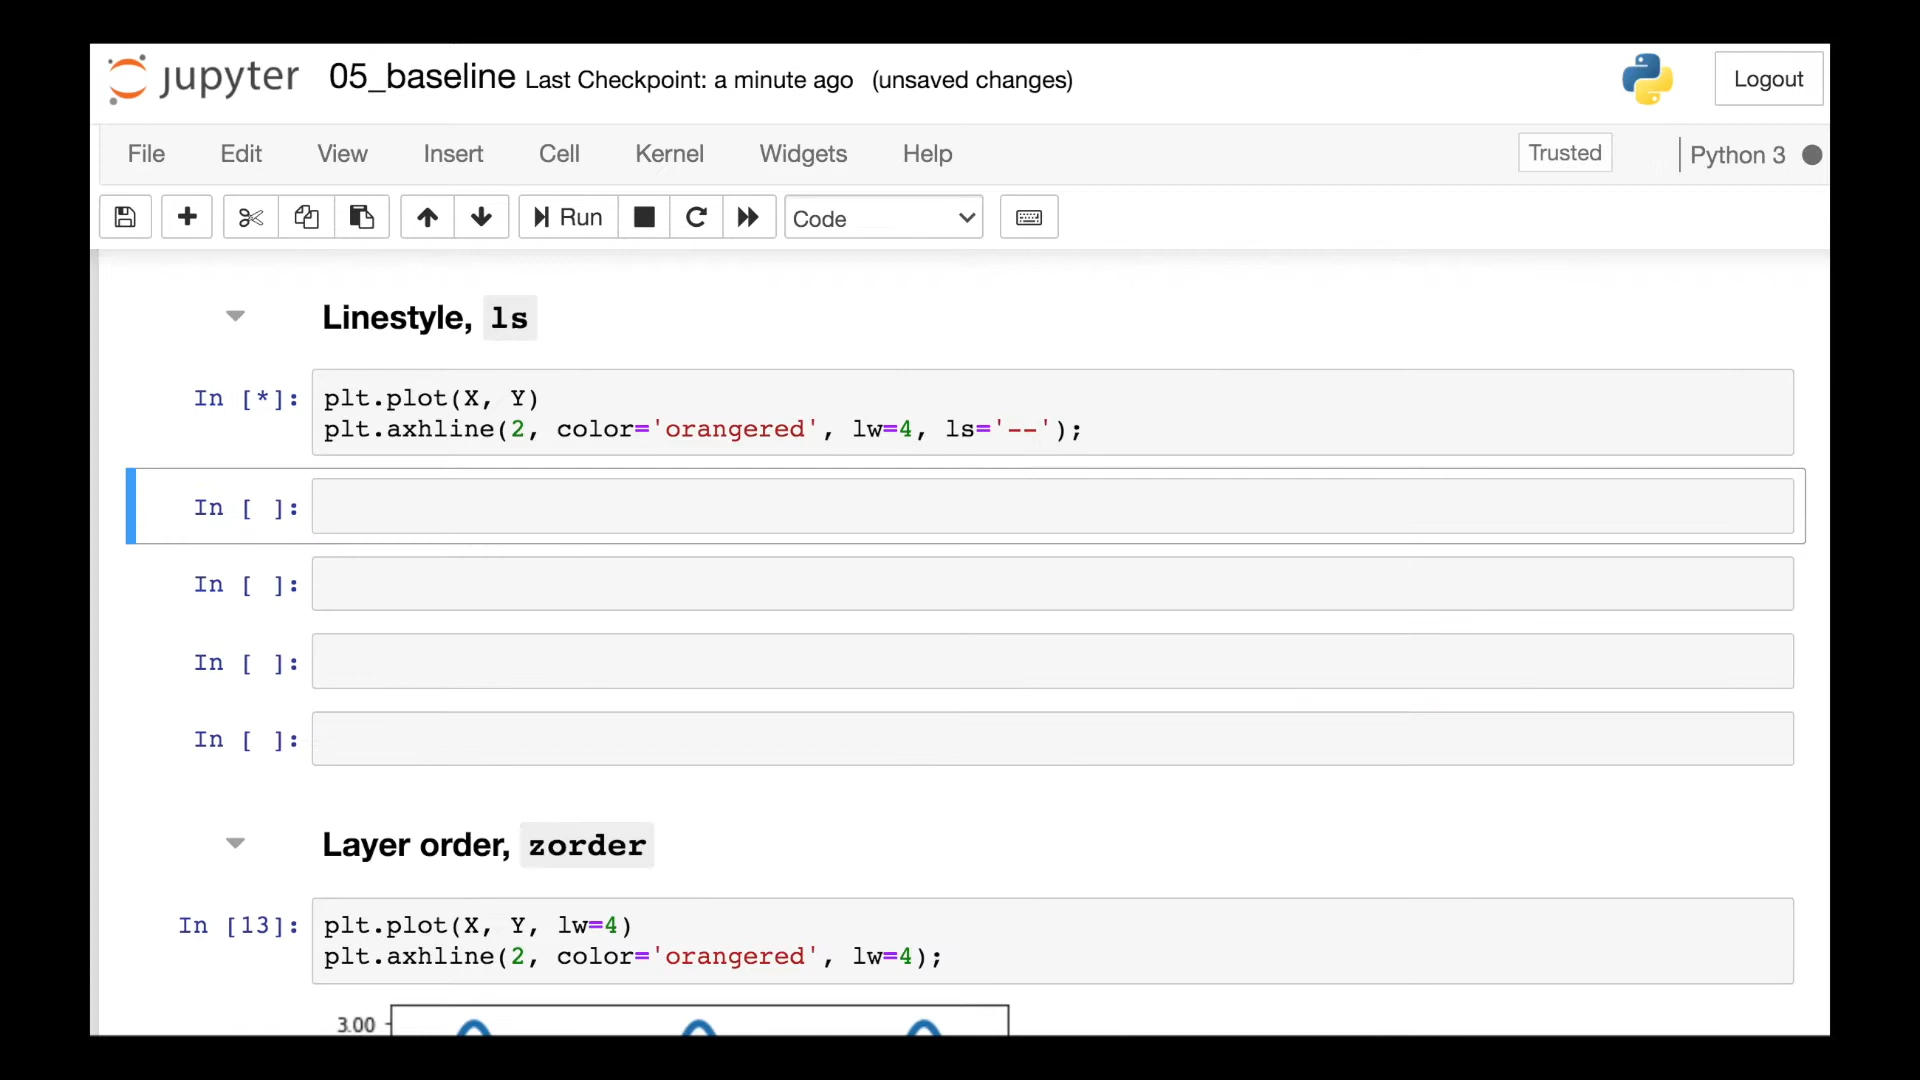 jupyter 05_baseline Last Checkpoint: a minute ago (unsaved changes) Logout
File Edit View Insert Cell Kernel Widgets Help Trusted Python 3
Run Code
Linestyle, ls
In [*]: plt.plot(X, Y)
plt.axhline(2, color='orangered', lw=4, ls='--');
In [ ]:
In [ ]:
In [ ]:
In [ ]:
Layer order, zorder
In [13]: plt.plot(X, Y, lw=4)
plt.axhline(2, color='orangered', lw=4);
3.00